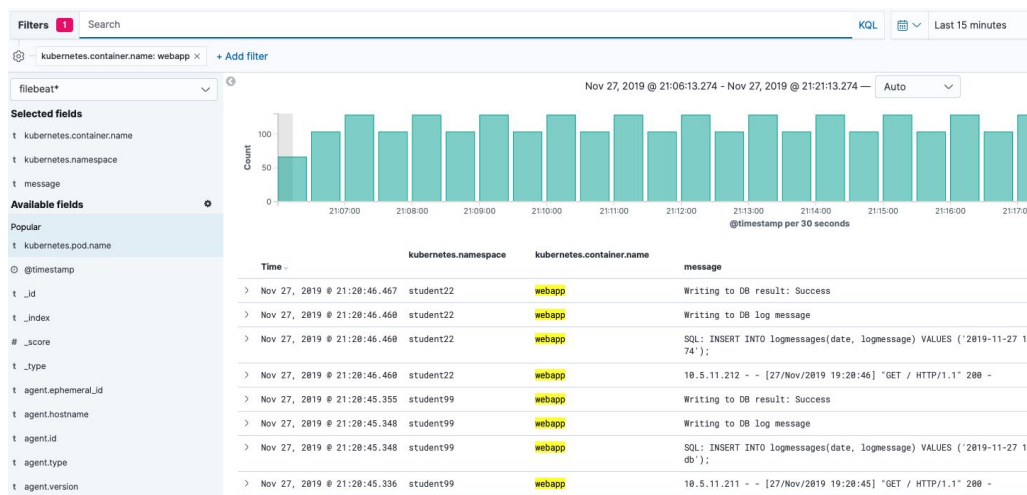 Filters 1 Search KQL Last 15 minutes
kubernetes.container.name: webapp × + Add filter
filebeat*
Nov 27, 2019 @ 21:06:13.274 - Nov 27, 2019 @ 21:21:13.274 — Auto
Selected fields
t kubernetes.container.name
t kubernetes.namespace
t message
Available fields
Popular
t kubernetes.pod.name
@timestamp
t _id
t _index
# _score
t _type
t agent.ephemeral_id
t agent.hostname
t agent.id
t agent.type
t agent.version
Count
100
50
0
21:07:00 21:08:00 21:09:00 21:10:00 21:11:00 21:12:00 21:13:00 21:14:00 21:15:00 21:16:00 21:17:0
@timestamp per 30 seconds
Time kubernetes.namespace kubernetes.container.name message
Nov 27, 2019 @ 21:20:46.467 student22 webapp Writing to DB result: Success
Nov 27, 2019 @ 21:20:46.460 student22 webapp Writing to DB log message
Nov 27, 2019 @ 21:20:46.460 student22 webapp SQL: INSERT INTO logmessages(date, logmessage) VALUES ('2019-11-27 1
74');
Nov 27, 2019 @ 21:20:46.212 student22 webapp 10.5.11.212 - - [27/Nov/2019 19:20:46] "GET / HTTP/1.1" 200 -
Nov 27, 2019 @ 21:20:45.355 student99 webapp Writing to DB result: Success
Nov 27, 2019 @ 21:20:45.348 student99 webapp Writing to DB log message
Nov 27, 2019 @ 21:20:45.348 student99 webapp SQL: INSERT INTO logmessages(date, logmessage) VALUES ('2019-11-27 1
db');
Nov 27, 2019 @ 21:20:45.336 student99 webapp 10.5.11.211 - - [27/Nov/2019 19:20:45] "GET / HTTP/1.1" 200 -